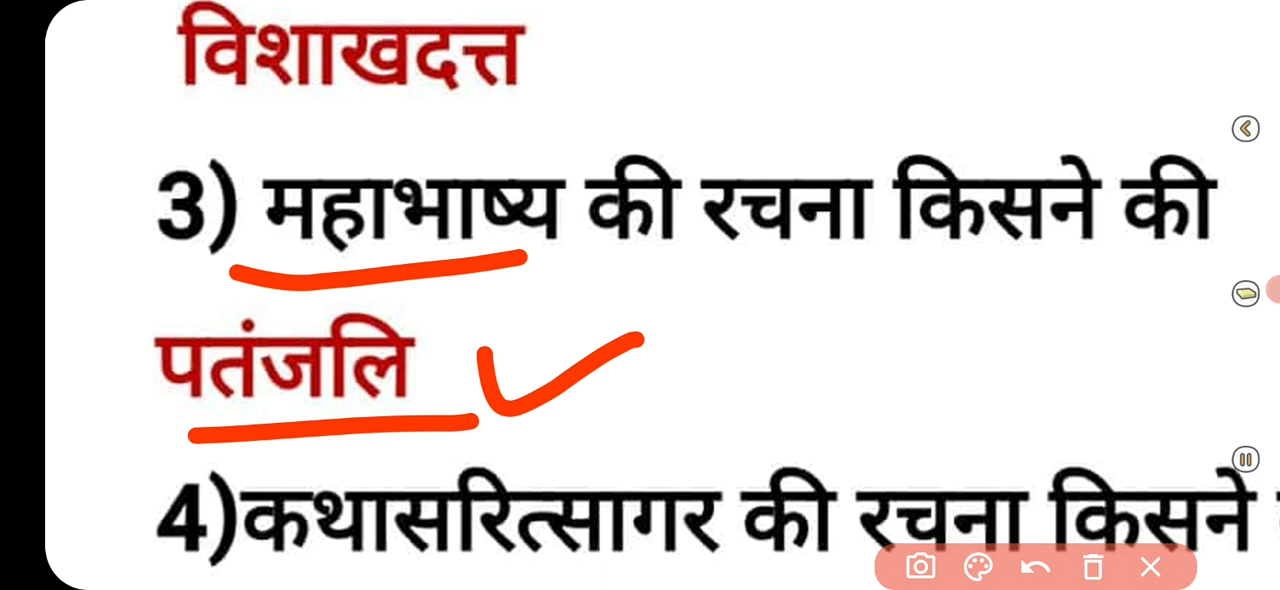 विशाखदत्त
3) महाभाष्य की रचना किसने की
पतंजलि
4)कथासरित्सागर की रचना किसने